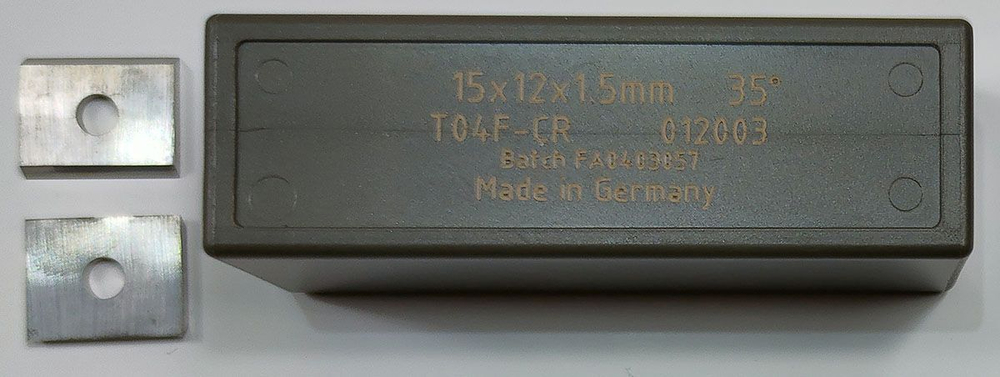 15x12x1.5mm 35°
T04F-CR 012003
Batch FA0403057
Made in Germany